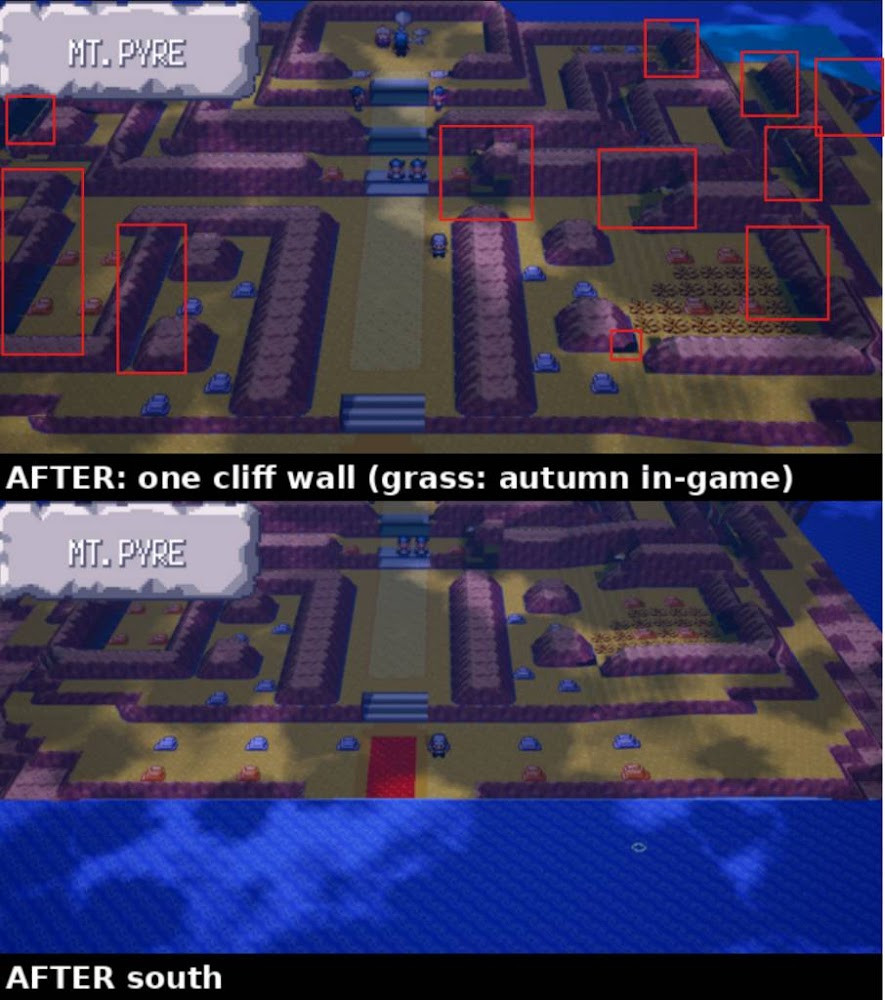 MT. PYRE
AFTER: one cliff wall (grass: autumn in-game)
MT. PYRE
AFTER south